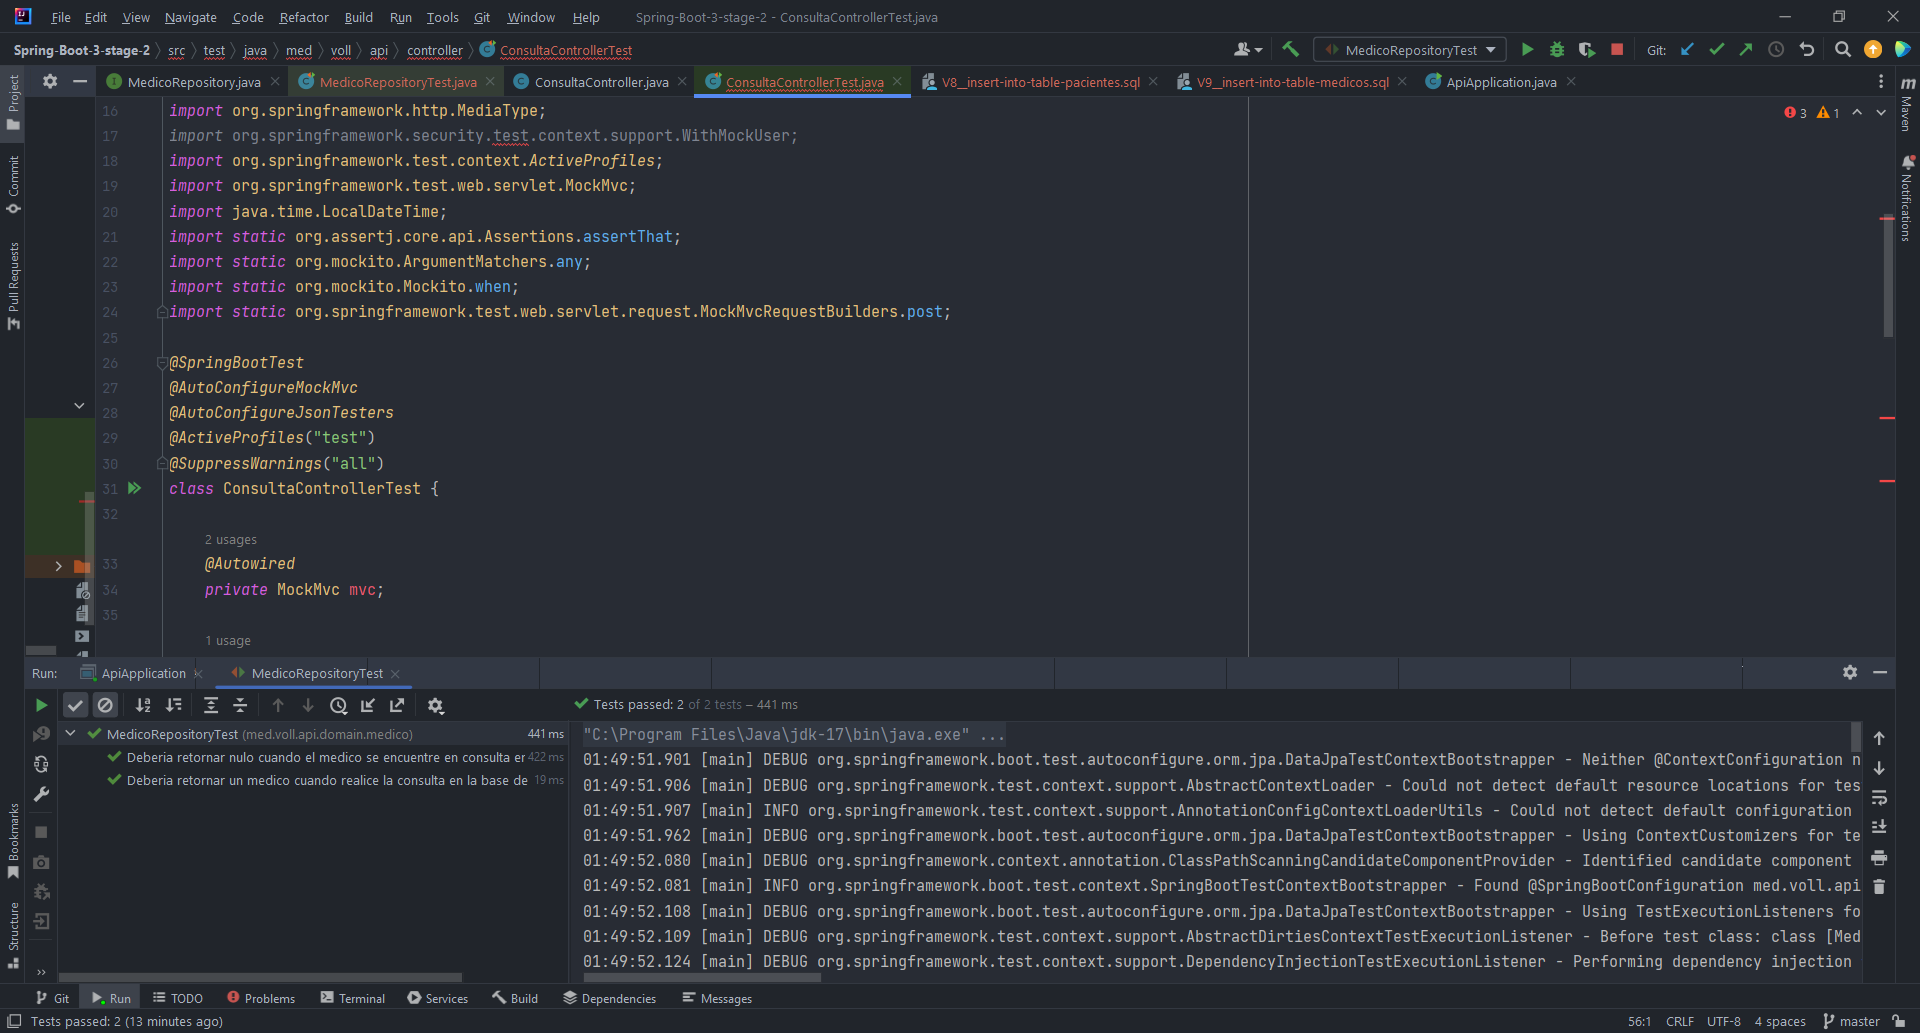 File Edit View Navigate Code Refactor Build Run Tools Git Window Help Spring-Boot-3-stage-2 - ConsultaControllerTest.java
Spring-Boot-3-stage-2 src test java med voll api controller ConsultaControllerTest MedicoRepositoryTest Git:
MedicoRepository.java MedicoRepositoryTest.java ConsultaController.java ConsultaControllerTest.java V8__insert-into-table-pacientes.sql V9__insert-into-table-medicos.sql ApiApplication.java
Project
Commit
Pull Requests
Bookmarks
Structure
m Maven
Notifications
3 1
16 import org.springframework.http.MediaType;
17 import org.springframework.security.test.context.support.WithMockUser;
18 import org.springframework.test.context.ActiveProfiles;
19 import org.springframework.test.web.servlet.MockMvc;
20 import java.time.LocalDateTime;
21 import static org.assertj.core.api.Assertions.assertThat;
22 import static org.mockito.ArgumentMatchers.any;
23 import static org.mockito.Mockito.when;
24 import static org.springframework.test.web.servlet.request.MockMvcRequestBuilders.post;
25
26 @SpringBootTest
27 @AutoConfigureMockMvc
28 @AutoConfigureJsonTesters
29 @ActiveProfiles("test")
30 @SuppressWarnings("all")
31 class ConsultaControllerTest {
32
2 usages
33 @Autowired
34 private MockMvc mvc;
35
1 usage
Run: ApiApplication MedicoRepositoryTest
Tests passed: 2 of 2 tests – 441 ms
MedicoRepositoryTest (med.voll.api.domain.medico) 441 ms
Deberia retornar nulo cuando el medico se encuentre en consulta er 422 ms
Deberia retornar un medico cuando realice la consulta en la base de 19 ms
"C:\Program Files\Java\jdk-17\bin\java.exe" ...
01:49:51.901 [main] DEBUG org.springframework.boot.test.autoconfigure.orm.jpa.DataJpaTestContextBootstrapper - Neither @ContextConfiguration n
01:49:51.906 [main] DEBUG org.springframework.test.context.support.AbstractContextLoader - Could not detect default resource locations for tes
01:49:51.907 [main] INFO org.springframework.test.context.support.AnnotationConfigContextLoaderUtils - Could not detect default configuration
01:49:51.962 [main] DEBUG org.springframework.boot.test.autoconfigure.orm.jpa.DataJpaTestContextBootstrapper - Using ContextCustomizers for te
01:49:52.080 [main] DEBUG org.springframework.context.annotation.ClassPathScanningCandidateComponentProvider - Identified candidate component
01:49:52.081 [main] INFO org.springframework.boot.test.context.SpringBootTestContextBootstrapper - Found @SpringBootConfiguration med.voll.api
01:49:52.108 [main] DEBUG org.springframework.boot.test.autoconfigure.orm.jpa.DataJpaTestContextBootstrapper - Using TestExecutionListeners fo
01:49:52.109 [main] DEBUG org.springframework.test.context.support.AbstractDirtiesContextTestExecutionListener - Before test class: class [Med
01:49:52.124 [main] DEBUG org.springframework.test.context.support.DependencyInjectionTestExecutionListener - Performing dependency injection
Git Run TODO Problems Terminal Services Build Dependencies Messages
Tests passed: 2 (13 minutes ago) 56:1 CRLF UTF-8 4 spaces master